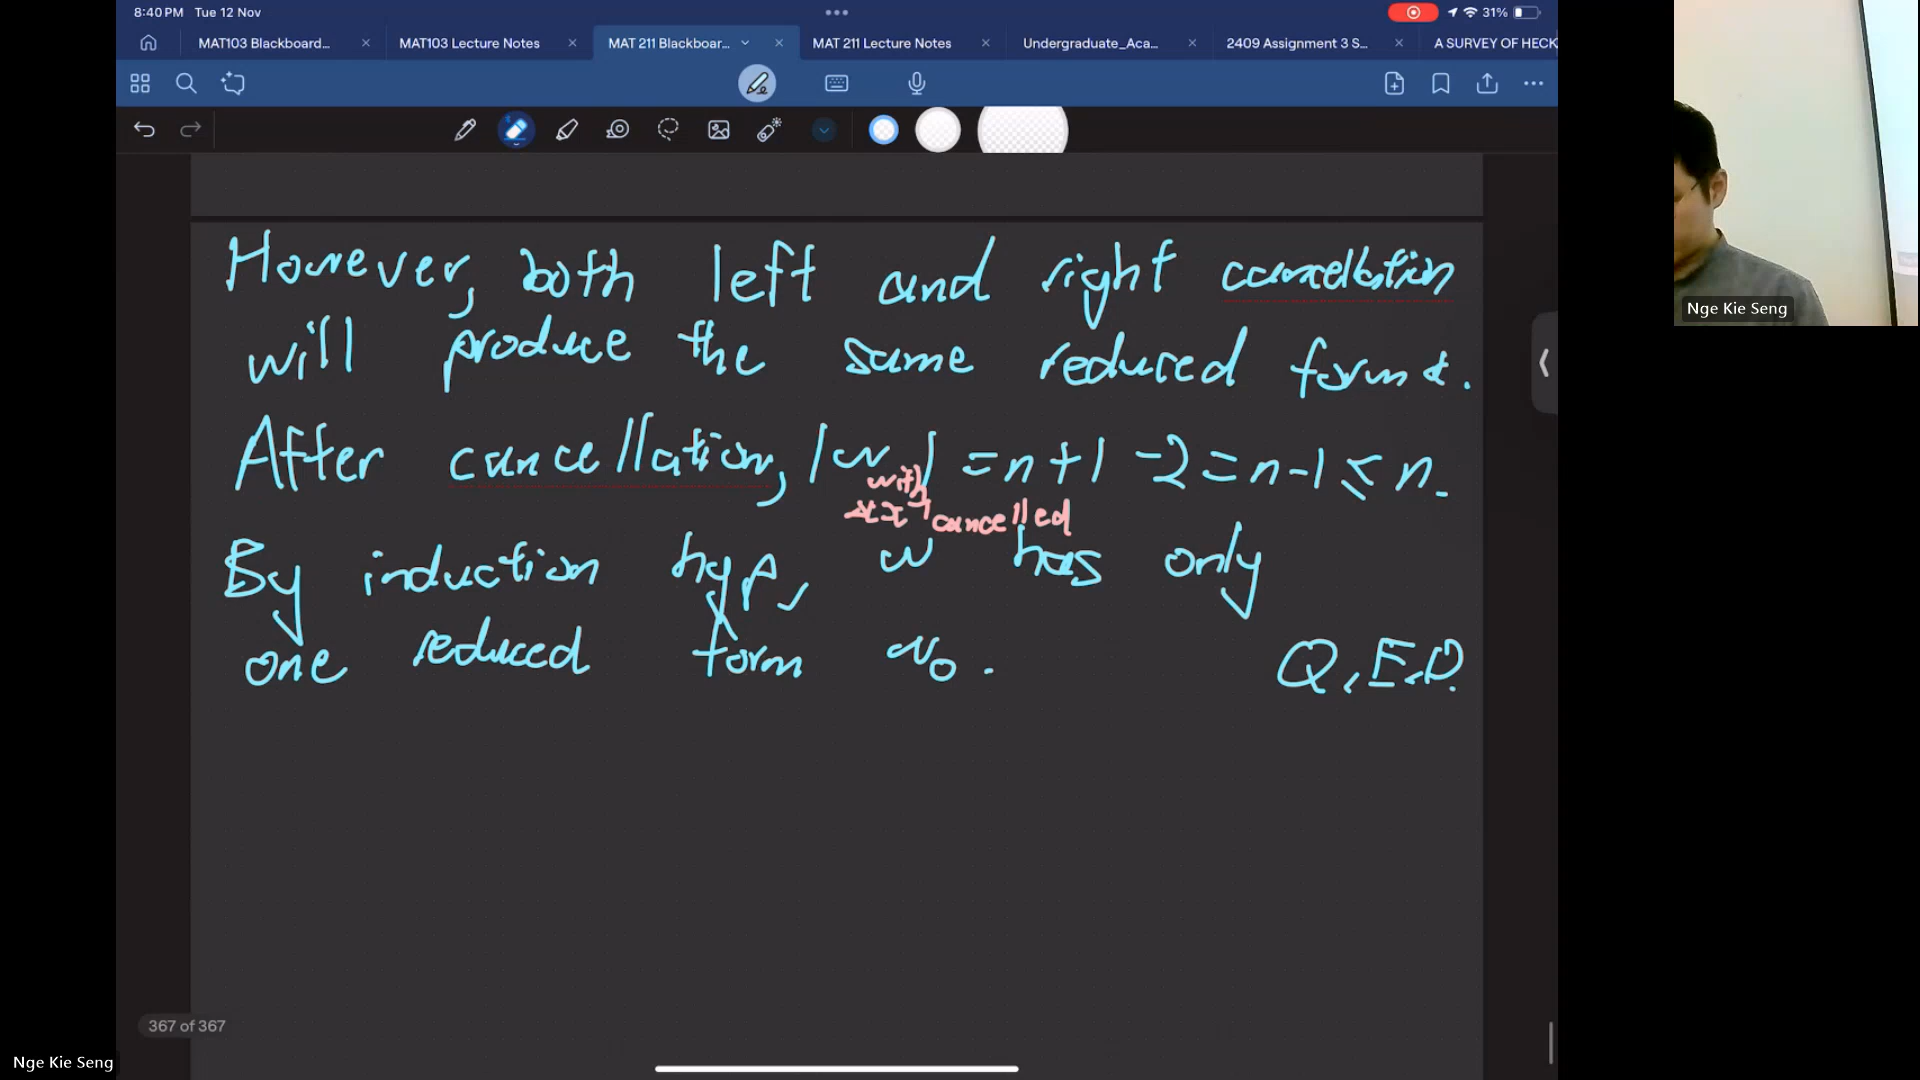 8:40 PM Tue 12 Nov
31%
MAT103 Blackboard...
MAT103 Lecture Notes
MAT 211 Blackboar...
MAT 211 Lecture Notes
Undergraduate_Aca...
2409 Assignment 3 S...
A SURVEY OF HECK
However, both left and right cancellation
will produce the same reduced form .
After cancellation, |w| = n+1 -2 = n-1 ≤ n.
with
xx⁻¹ cancelled
By induction hyp, w has only
one reduced form w₀ .
Q.E.D.
367 of 367
Nge Kie Seng
Nge Kie Seng